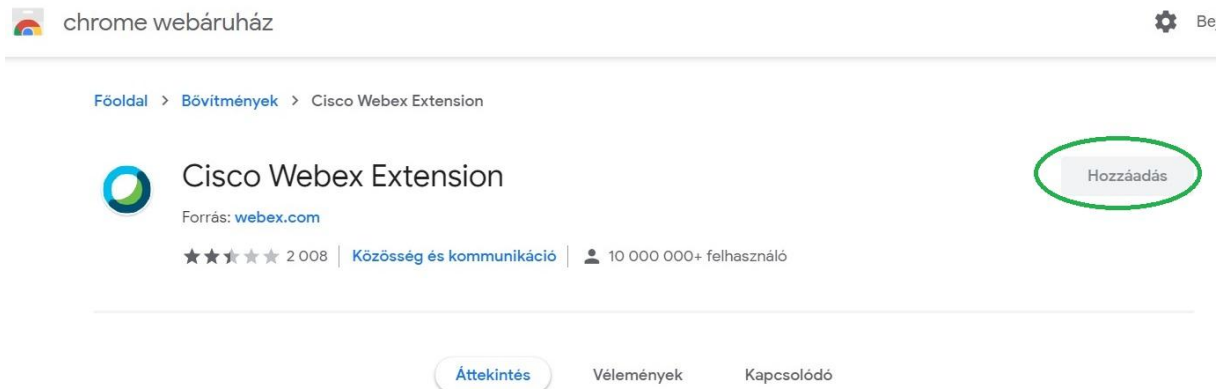 chrome webáruház
Főoldal > Bővítmények > Cisco Webex Extension
Cisco Webex Extension
Hozzáadás
Forrás: webex.com
2 008 | Közösség és kommunikáció | 10 000 000+ felhasználó
Áttekintés Vélemények Kapcsolódó